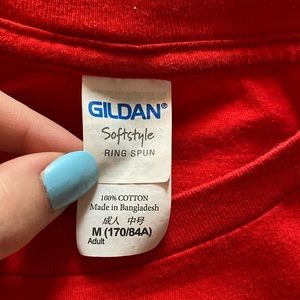 GILDAN®
Softstyle
RING SPUN
100% COTTON
Made in Bangladesh
成人 中号
M (170/84A)
Adult